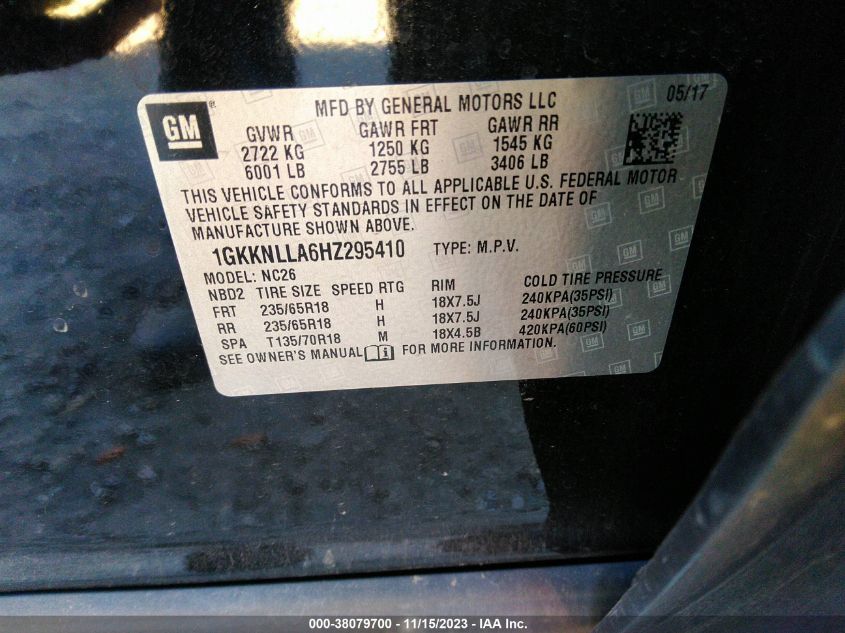 GM
MFD BY GENERAL MOTORS LLC 05/17
GVWR GAWR FRT GAWR RR
2722 KG 1250 KG 1545 KG
6001 LB 2755 LB 3406 LB
THIS VEHICLE CONFORMS TO ALL APPLICABLE U.S. FEDERAL MOTOR
VEHICLE SAFETY STANDARDS IN EFFECT ON THE DATE OF
MANUFACTURE SHOWN ABOVE.
1GKKNLLA6HZ295410 TYPE: M.P.V.
MODEL: NC26
NBD2 TIRE SIZE SPEED RTG RIM COLD TIRE PRESSURE
FRT 235/65R18 H 18X7.5J 240KPA(35PSI)
RR 235/65R18 H 18X7.5J 240KPA(35PSI)
SPA T135/70R18 M 18X4.5B 420KPA(60PSI)
SEE OWNER'S MANUAL FOR MORE INFORMATION.
000-38079700 - 11/15/2023 - IAA Inc.